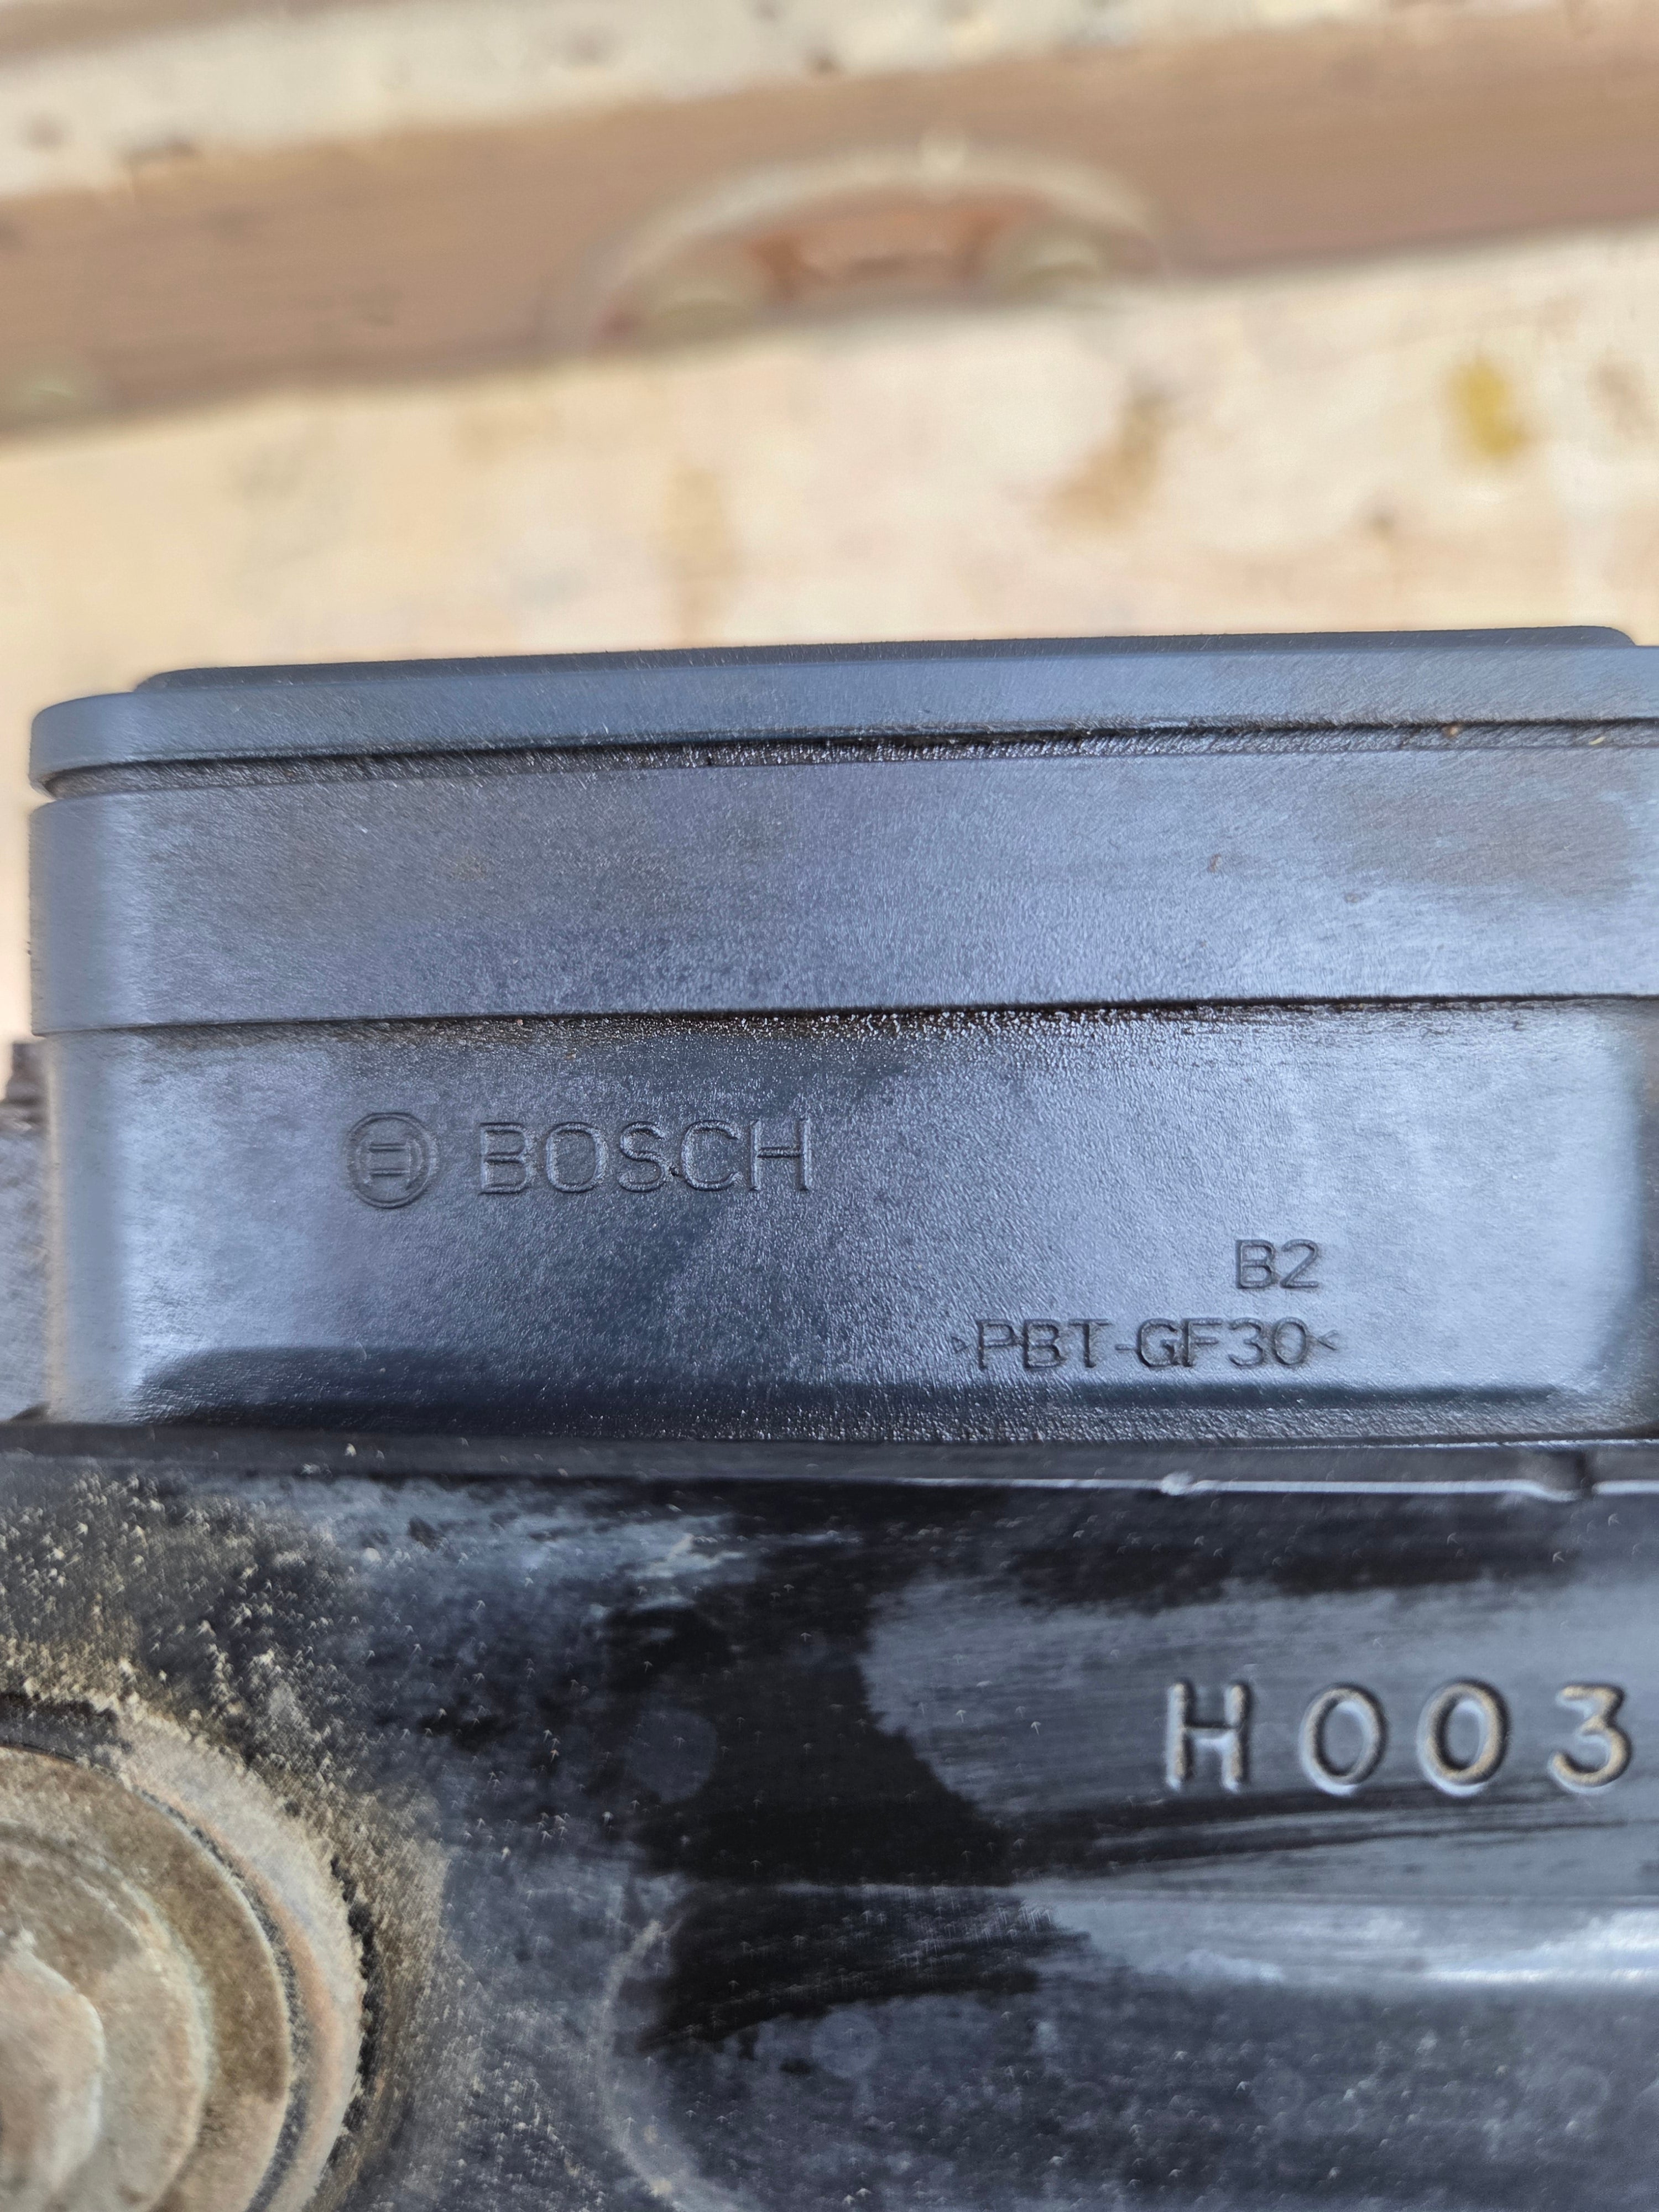 BOSCH
B2
>PBT-GF30<
H003